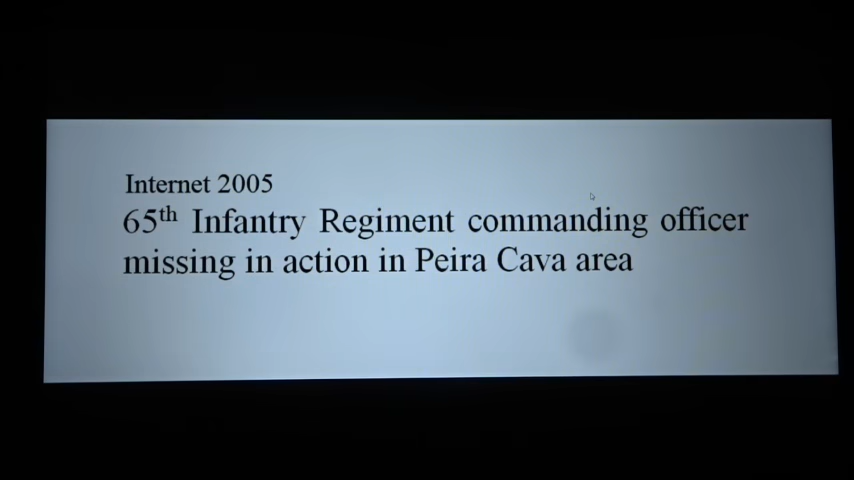 Internet 2005
65th Infantry Regiment commanding officer
missing in action in Peira Cava area